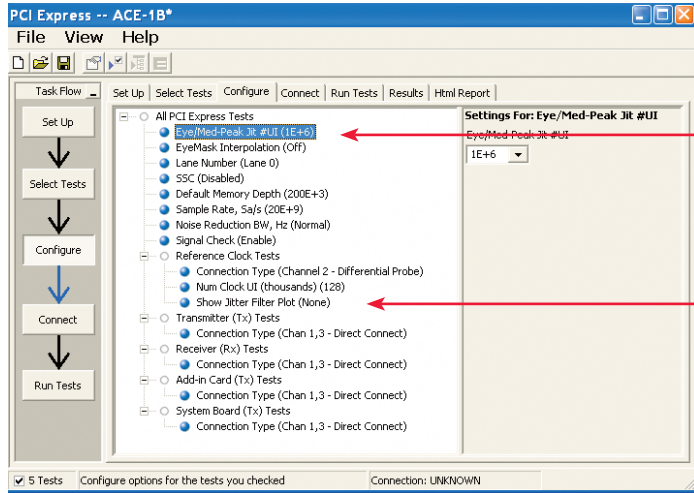 PCI Express -- ACE-1B*
File View Help
Task Flow
Set Up
Select Tests
Configure
Connect
Run Tests
Set Up Select Tests Configure Connect Run Tests Results Html Report
All PCI Express Tests
Eye/Med-Peak Jit #UI (1E+6)
EyeMask Interpolation (Off)
Lane Number (Lane 0)
SSC (Disabled)
Default Memory Depth (200E+3)
Sample Rate, Sa/s (20E+9)
Noise Reduction BW, Hz (Normal)
Signal Check (Enable)
Reference Clock Tests
Connection Type (Channel 2 - Differential Probe)
Num Clock UI (thousands) (128)
Show Jitter Filter Plot (None)
Transmitter (Tx) Tests
Connection Type (Chan 1,3 - Direct Connect)
Receiver (Rx) Tests
Connection Type (Chan 1,3 - Direct Connect)
Add-in Card (Tx) Tests
Connection Type (Chan 1,3 - Direct Connect)
System Board (Tx) Tests
Connection Type (Chan 1,3 - Direct Connect)
Settings For: Eye/Med-Peak Jit #UI
Eye/Med-Peak Jit #UI
1E+6
5 Tests Configure options for the tests you checked Connection: UNKNOWN